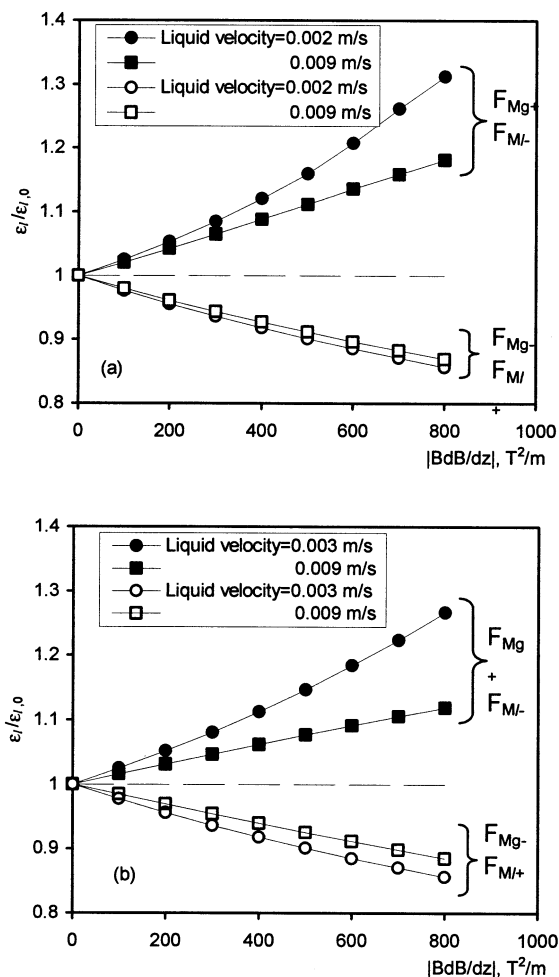 1.4
Liquid velocity=0.002 m/s
0.009 m/s
Liquid velocity=0.002 m/s
0.009 m/s
1.3
1.2
1.1
1
0.9
0.8
εl/εl,0
FMg+
FMl-
FMg-
FMl
+
(a)
0 200 400 600 800 1000
|BdB/dz|, T²/m
1.4
Liquid velocity=0.003 m/s
0.009 m/s
Liquid velocity=0.003 m/s
0.009 m/s
1.3
1.2
1.1
1
0.9
0.8
εl/εl,0
FMg
+
FMl-
FMg-
FMl+
(b)
0 200 400 600 800 1000
|BdB/dz|, T²/m